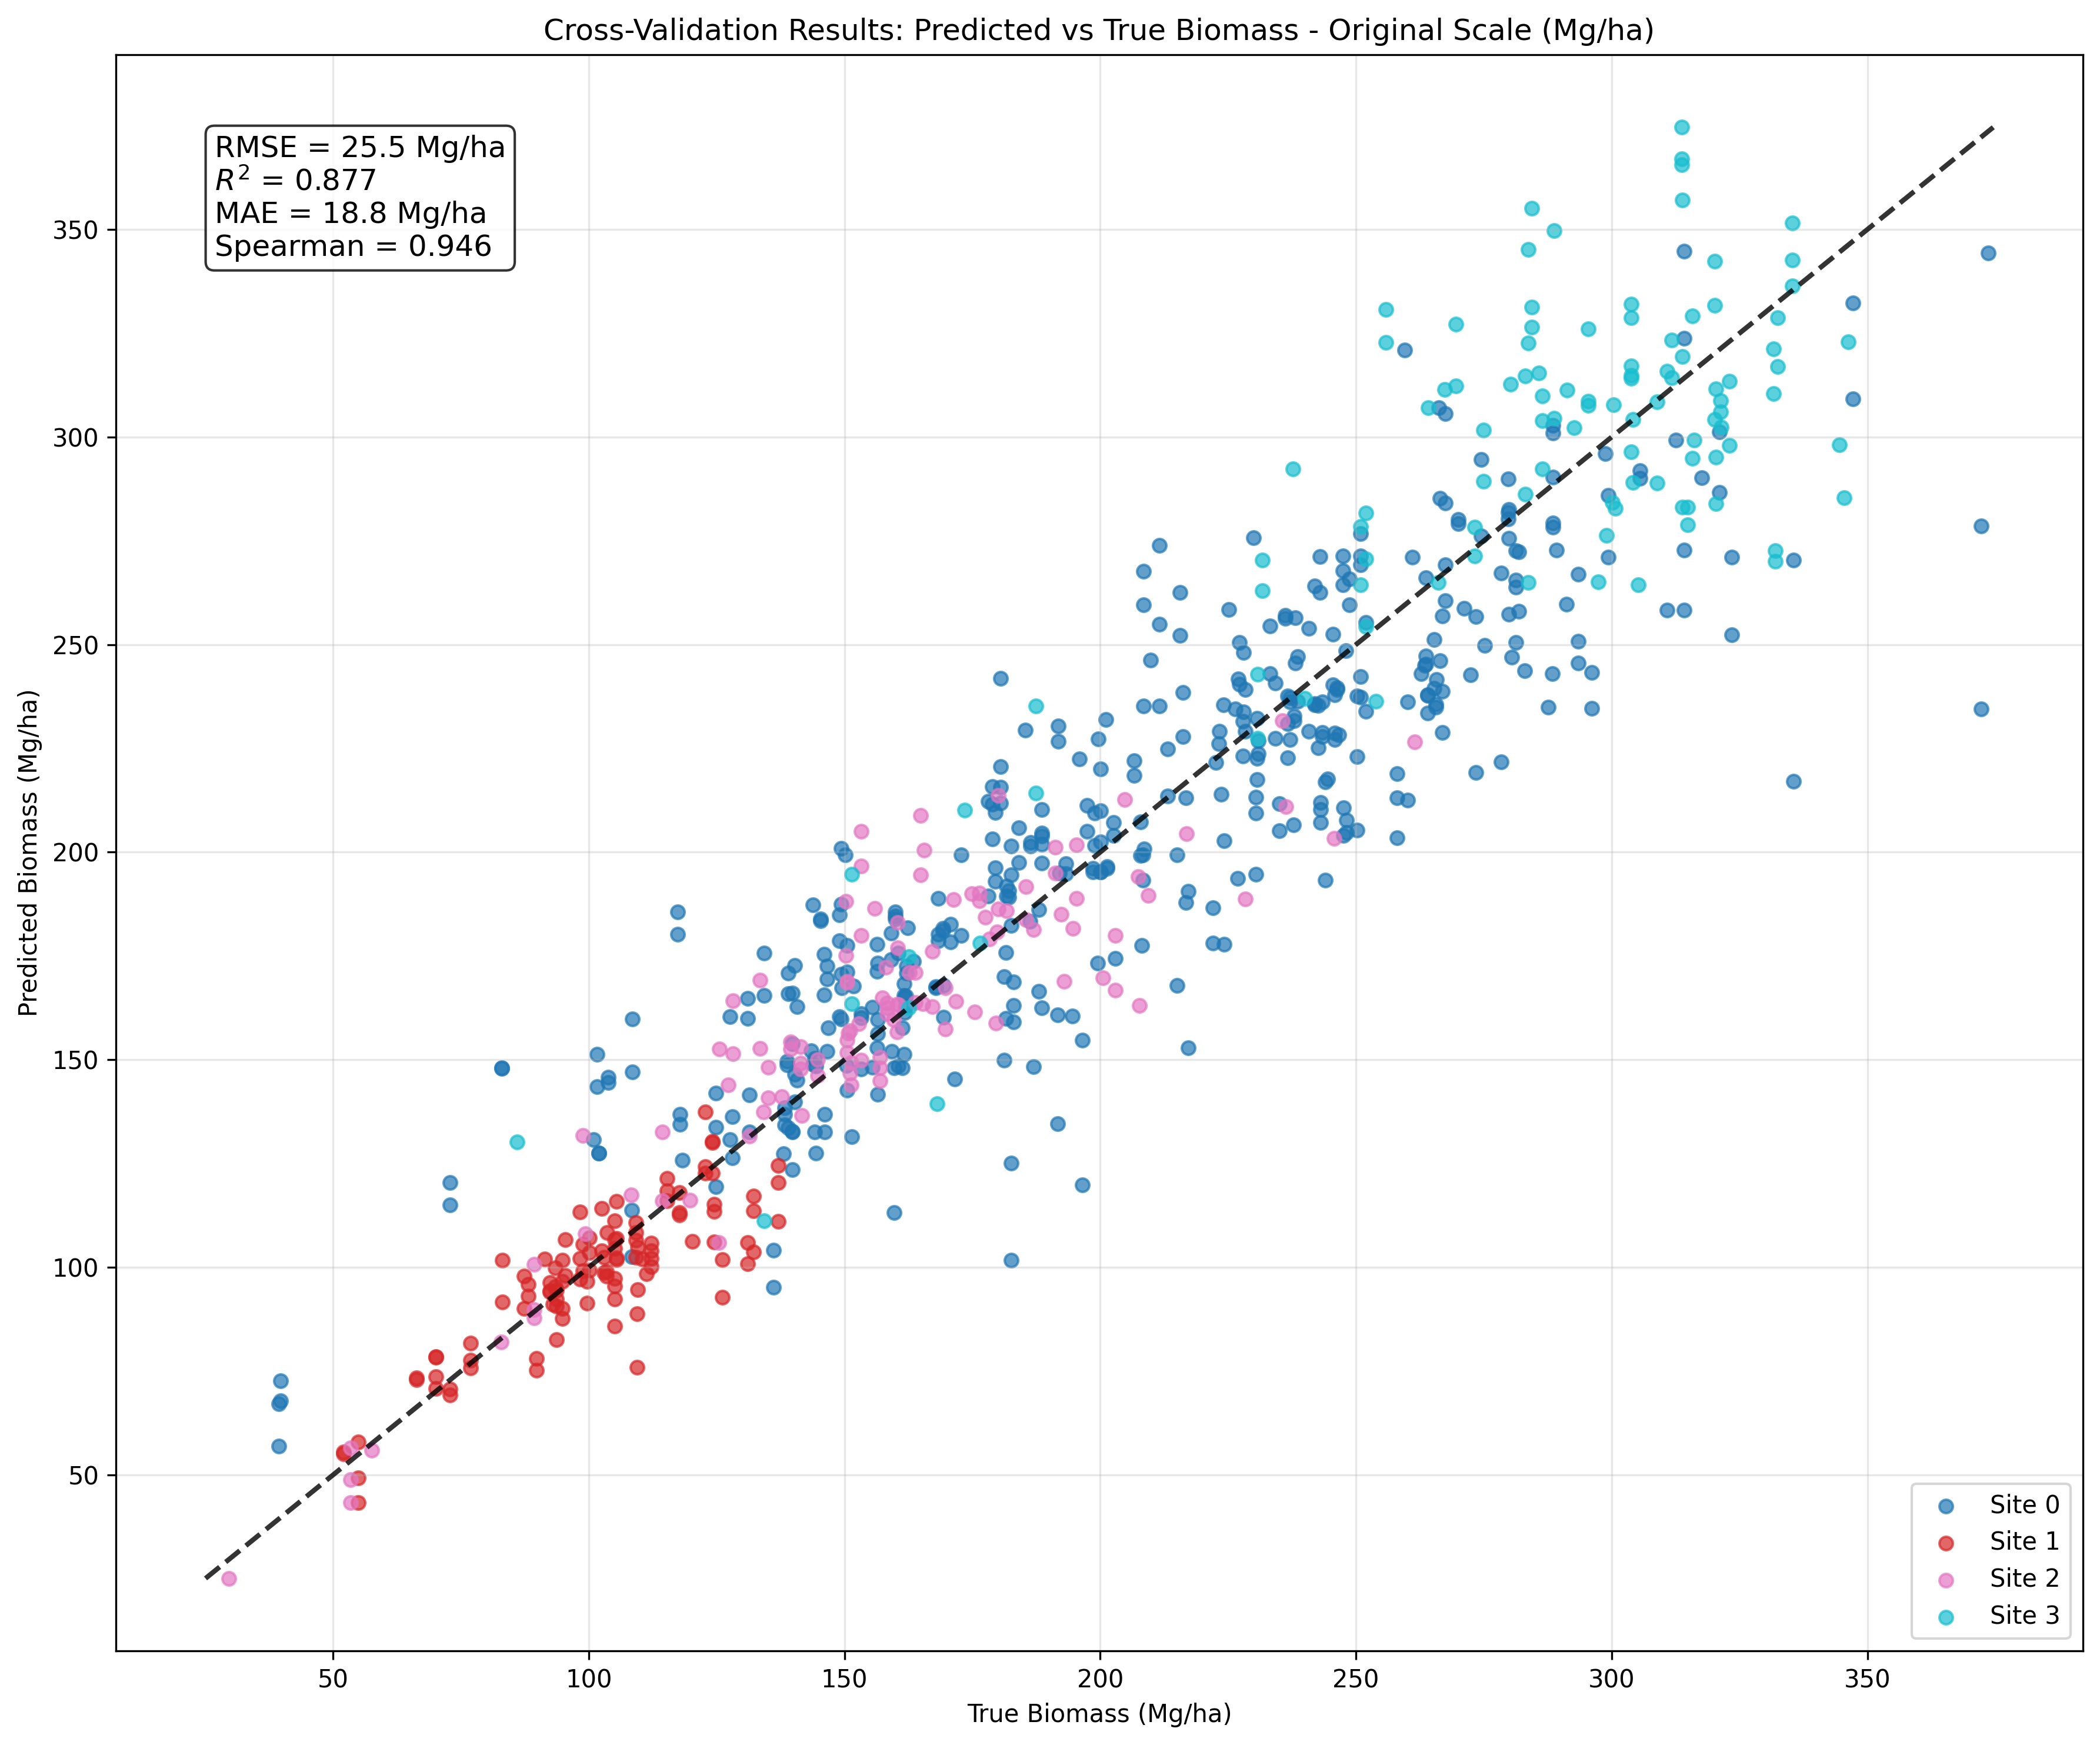 Cross-Validation Results: Predicted vs True Biomass - Original Scale (Mg/ha)
RMSE = 25.5 Mg/ha
R² = 0.877
MAE = 18.8 Mg/ha
Spearman = 0.946
350
300
250
200
150
100
50
Predicted Biomass (Mg/ha)
Site 0
Site 1
Site 2
Site 3
50 100 150 200 250 300 350
True Biomass (Mg/ha)